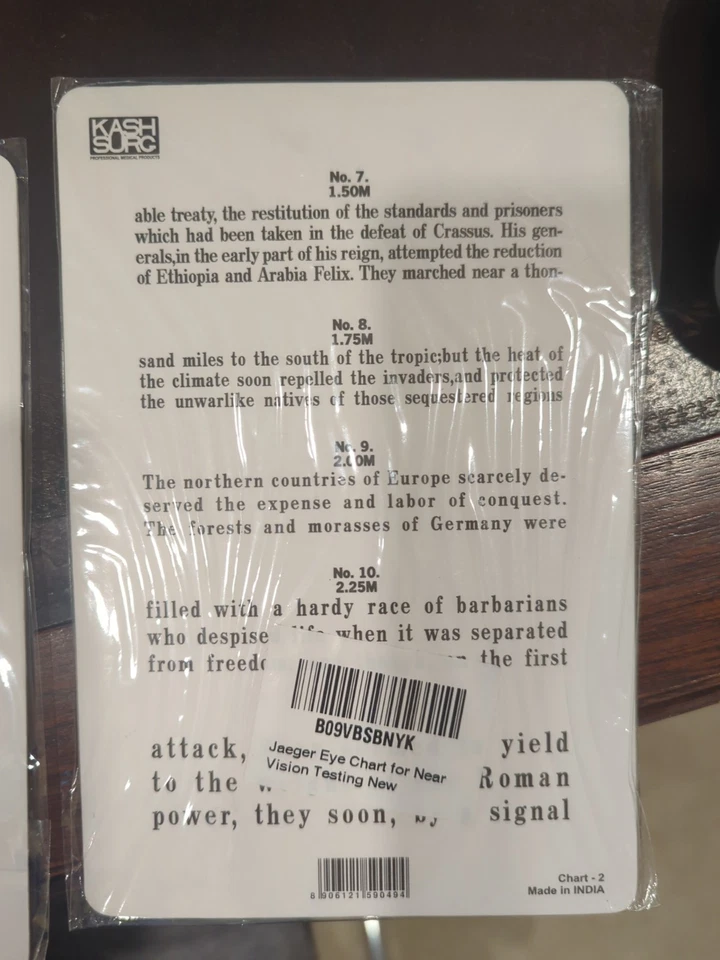 KASH
SURG
PROFESSIONAL MEDICAL PRODUCTS
No. 7.
1.50M
able treaty, the restitution of the standards and prisoners
which had been taken in the defeat of Crassus. His gen-
erals,in the early part of his reign, attempted the reduction
of Ethiopia and Arabia Felix. They marched near a thon-
No. 8.
1.75M
sand miles to the south of the tropic;but the heat of
the climate soon repelled the invaders,and protected
the unwarlike natives of those sequestered regions
No. 9.
2.00M
The northern countries of Europe scarcely de-
served the expense and labor of conquest.
The forests and morasses of Germany were
No. 10.
2.25M
filled with a hardy race of barbarians
who despise when it was separated
from the first
B09VBSBNYK
Jaeger Eye Chart for Near
Vision Testing New
attack, yield
to the Roman
power, they soon, signal
8 906121 590494
Chart - 2
Made in INDIA